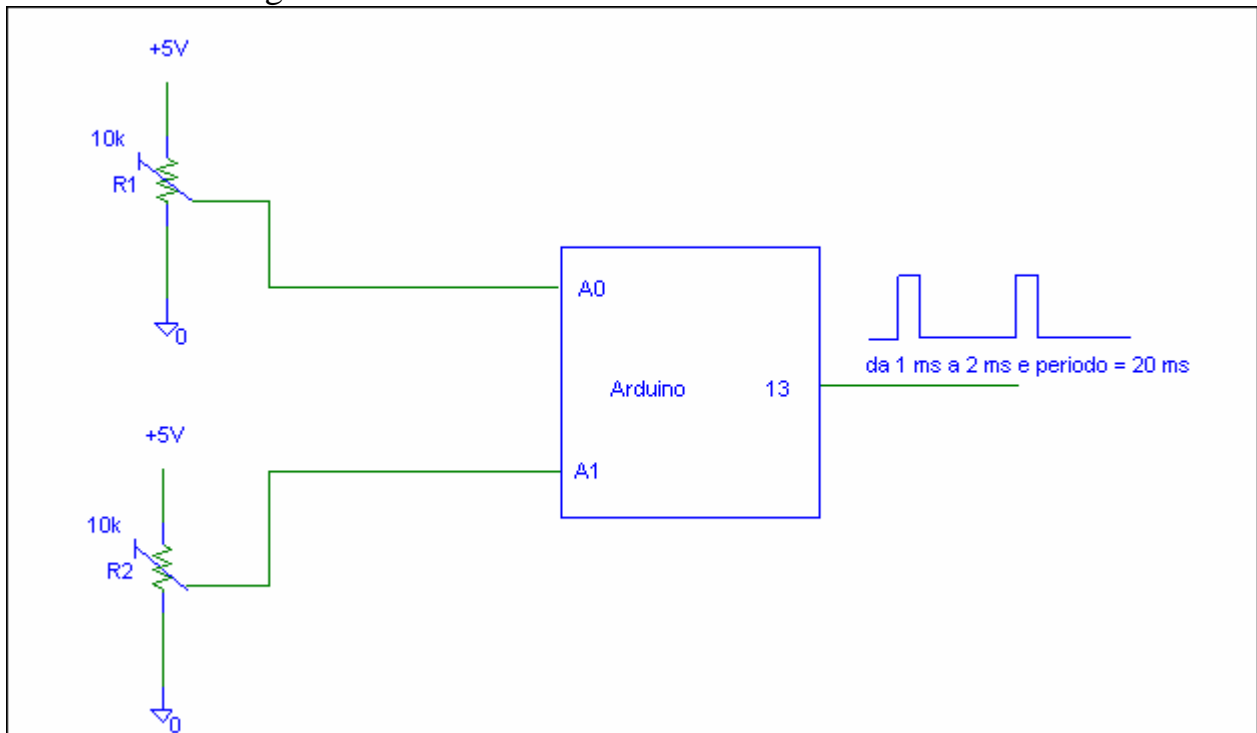 +5V
10k
R1
0
A0
Arduino
13
da 1 ms a 2 ms e periodo = 20 ms
+5V
A1
10k
R2
0